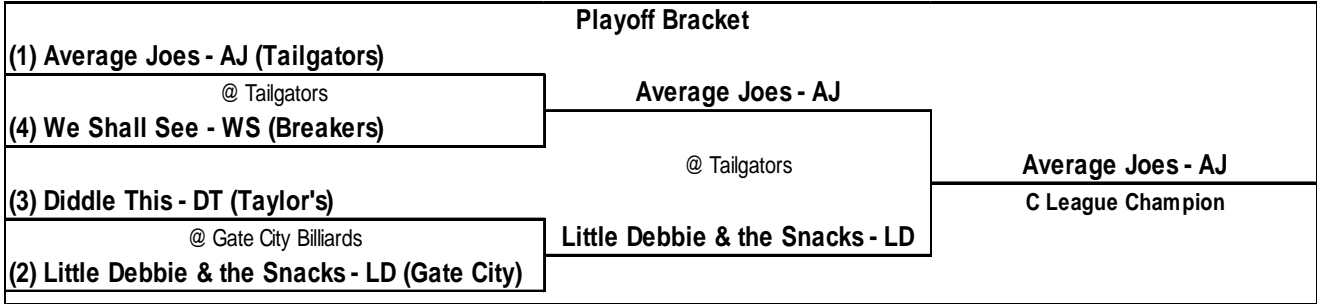 Playoff Bracket
(1) Average Joes - AJ (Tailgators)
@ Tailgators
Average Joes - AJ
(4) We Shall See - WS (Breakers)
@ Tailgators
Average Joes - AJ
(3) Diddle This - DT (Taylor's)
C League Champion
@ Gate City Billiards
Little Debbie & the Snacks - LD
(2) Little Debbie & the Snacks - LD (Gate City)